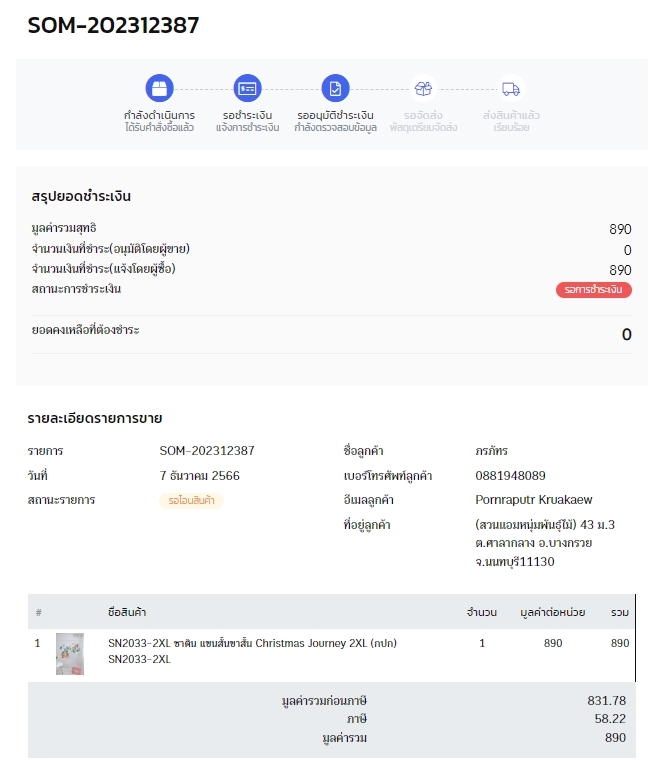 SOM-202312387
กำลังดำเนินการ รอชำระเงิน รออนุมัติชำระเงิน รอจัดส่ง ส่งสินค้าแล้ว
ได้รับคำสั่งซื้อแล้ว แจ้งการชำระเงิน กำลังตรวจสอบข้อมูล พัสดุเตรียมจัดส่ง เรียบร้อย
สรุปยอดชำระเงิน
มูลค่ารวมสุทธิ 890
จำนวนเงินที่ชำระ(อนุมัติโดยผู้ขาย) 0
จำนวนเงินที่ชำระ(แจ้งโดยผู้ซื้อ) 890
สถานะการชำระเงิน รอการชำระเงิน
ยอดคงเหลือที่ต้องชำระ 0
รายละเอียดรายการขาย
รายการ SOM-202312387 ชื่อลูกค้า ภรภัทร
วันที่ 7 ธันวาคม 2566 เบอร์โทรศัพท์ลูกค้า 0881948089
สถานะรายการ รอโอนสินค้า อีเมลลูกค้า Pornraputr Kruakaew
ที่อยู่ลูกค้า (สวนแอมหนุ่มพันธุ์ไม้) 43 ม.3
ต.ศาลากลาง อ.บางกรวย
จ.นนทบุรี11130
# ชื่อสินค้า จำนวน มูลค่าต่อหน่วย รวม
1 SN2033-2XL ซาติน แขนสั้นขาสั้น Christmas Journey 2XL (กปก) 1 890 890
SN2033-2XL
มูลค่ารวมก่อนภาษี 831.78
ภาษี 58.22
มูลค่ารวม 890